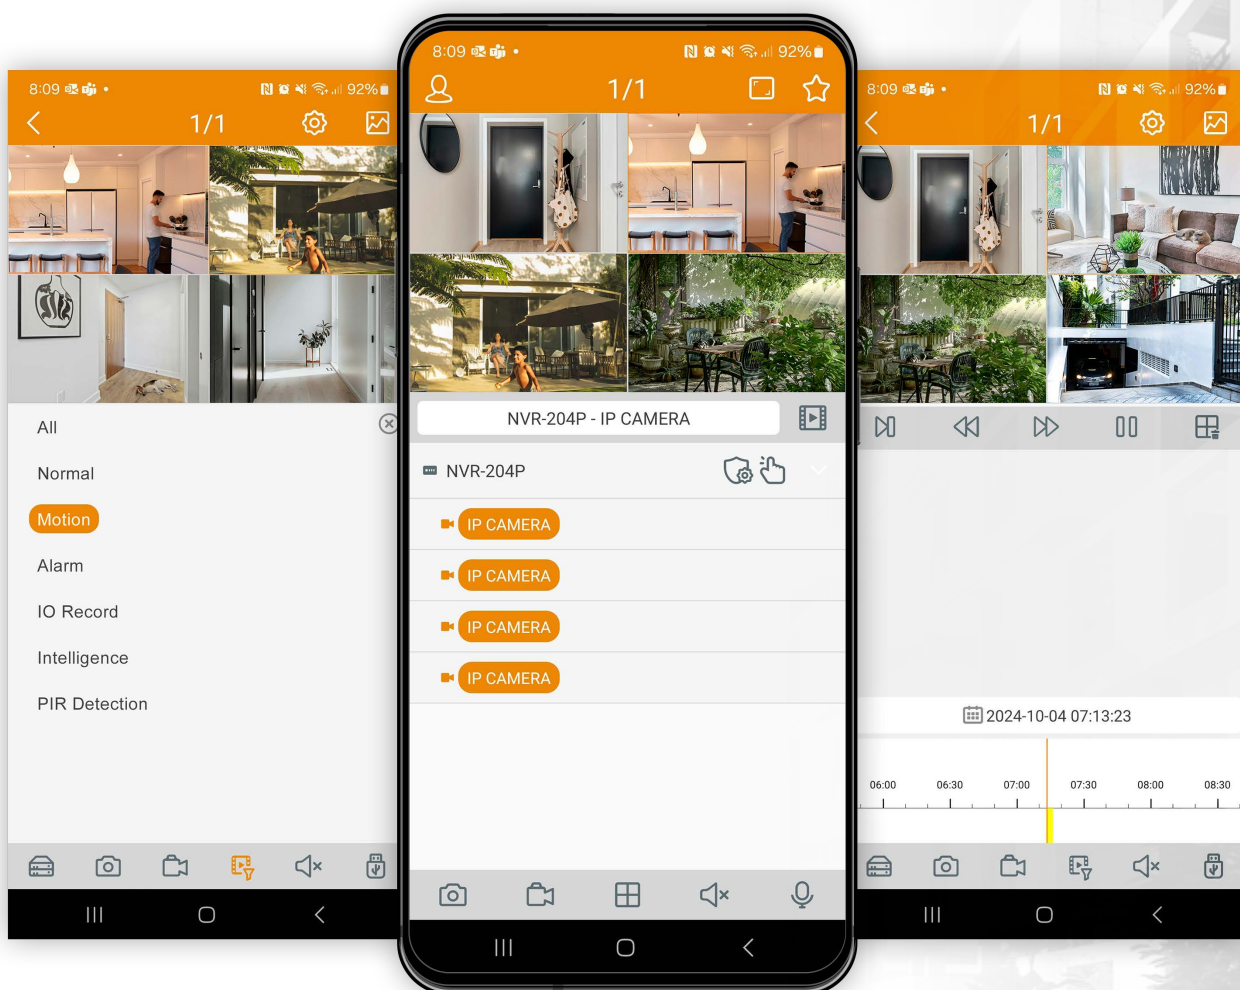 8:09
92%
1/1
All
Normal
Motion
Alarm
IO Record
Intelligence
PIR Detection
8:09
92%
1/1
NVR-204P - IP CAMERA
NVR-204P
IP CAMERA
IP CAMERA
IP CAMERA
IP CAMERA
8:09
92%
1/1
2024-10-04 07:13:23
06:00 06:30 07:00 07:30 08:00 08:30